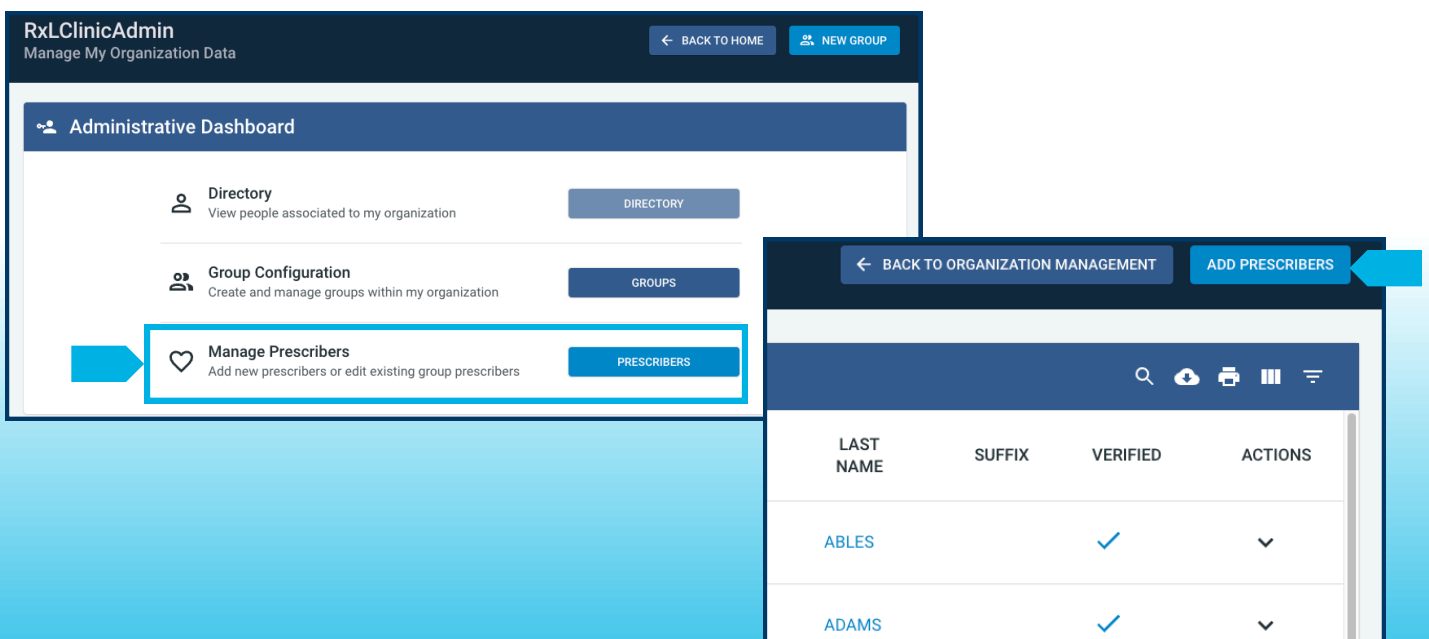 RxLClinicAdmin
Manage My Organization Data
BACK TO HOME
NEW GROUP
Administrative Dashboard
Directory
View people associated to my organization
DIRECTORY
Group Configuration
Create and manage groups within my organization
GROUPS
Manage Prescribers
Add new prescribers or edit existing group prescribers
PRESCRIBERS
BACK TO ORGANIZATION MANAGEMENT
ADD PRESCRIBERS
LAST
NAME
SUFFIX
VERIFIED
ACTIONS
ABLES
ADAMS